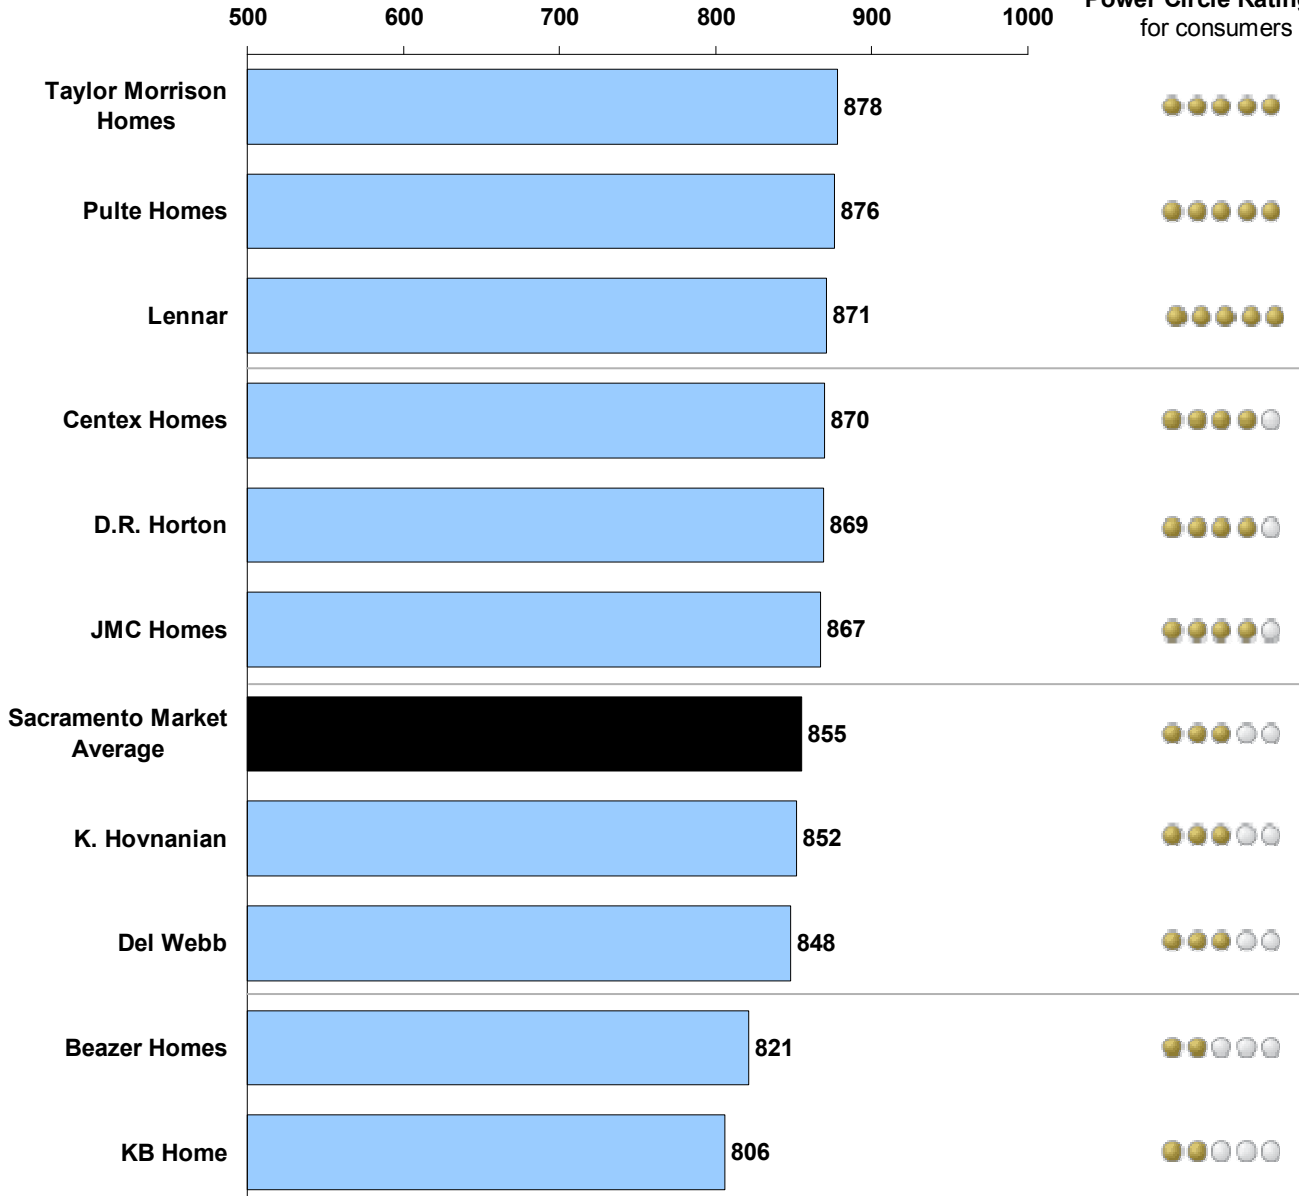 500 600 700 800 900 1000
Power Circle Rating
for consumers
Taylor Morrison
Homes
878
Pulte Homes 876
Lennar 871
Centex Homes 870
D.R. Horton 869
JMC Homes 867
Sacramento Market
Average
855
K. Hovnanian 852
Del Webb 848
Beazer Homes 821
KB Home 806